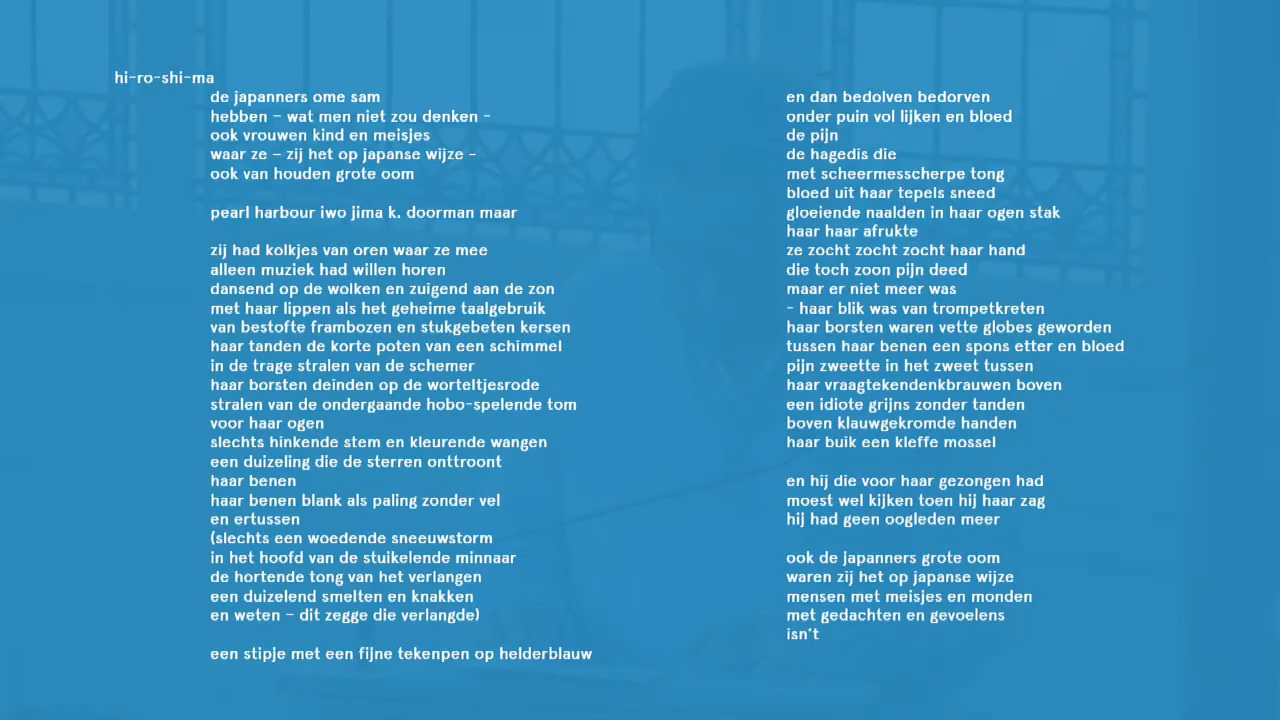 hi-ro-shi-ma
de japanners ome sam
hebben – wat men niet zou denken –
ook vrouwen kind en meisjes
waar ze – zij het op japanse wijze –
ook van houden grote oom
pearl harbour iwo jima k. doorman maar
zij had kolkjes van oren waar ze mee
alleen muziek had willen horen
dansend op de wolken en zuigend aan de zon
met haar lippen als het geheime taalgebruik
van bestofte frambozen en stukgebeten kersen
haar tanden de korte poten van een schimmel
in de trage stralen van de schemer
haar borsten deinden op de worteltjesrode
stralen van de ondergaande hobo-spelende tom
voor haar ogen
slechts hinkende stem en kleurende wangen
een duizeling die de sterren onttroont
haar benen
haar benen blank als paling zonder vel
en ertussen
(slechts een woedende sneeuwstorm
in het hoofd van de stuikelende minnaar
de hortende tong van het verlangen
een duizelend smelten en knakken
en weten – dit zegge die verlangde)
een stipje met een fijne tekenpen op helderblauw
en dan bedolven bedorven
onder puin vol lijken en bloed
de pijn
de hagedis die
met scheermesscherpe tong
bloed uit haar tepels sneed
gloeiende naalden in haar ogen stak
haar haar afrukte
ze zocht zocht zocht haar hand
die toch zoon pijn deed
maar er niet meer was
- haar blik was van trompetkreten
haar borsten waren vette globes geworden
tussen haar benen een spons etter en bloed
pijn zweette in het zweet tussen
haar vraagtekendenkbrauwen boven
een idiote grijns zonder tanden
boven klauwgekromde handen
haar buik een kleffe mossel
en hij die voor haar gezongen had
moest wel kijken toen hij haar zag
hij had geen oogleden meer
ook de japanners grote oom
waren zij het op japanse wijze
mensen met meisjes en monden
met gedachten en gevoelens
isn't